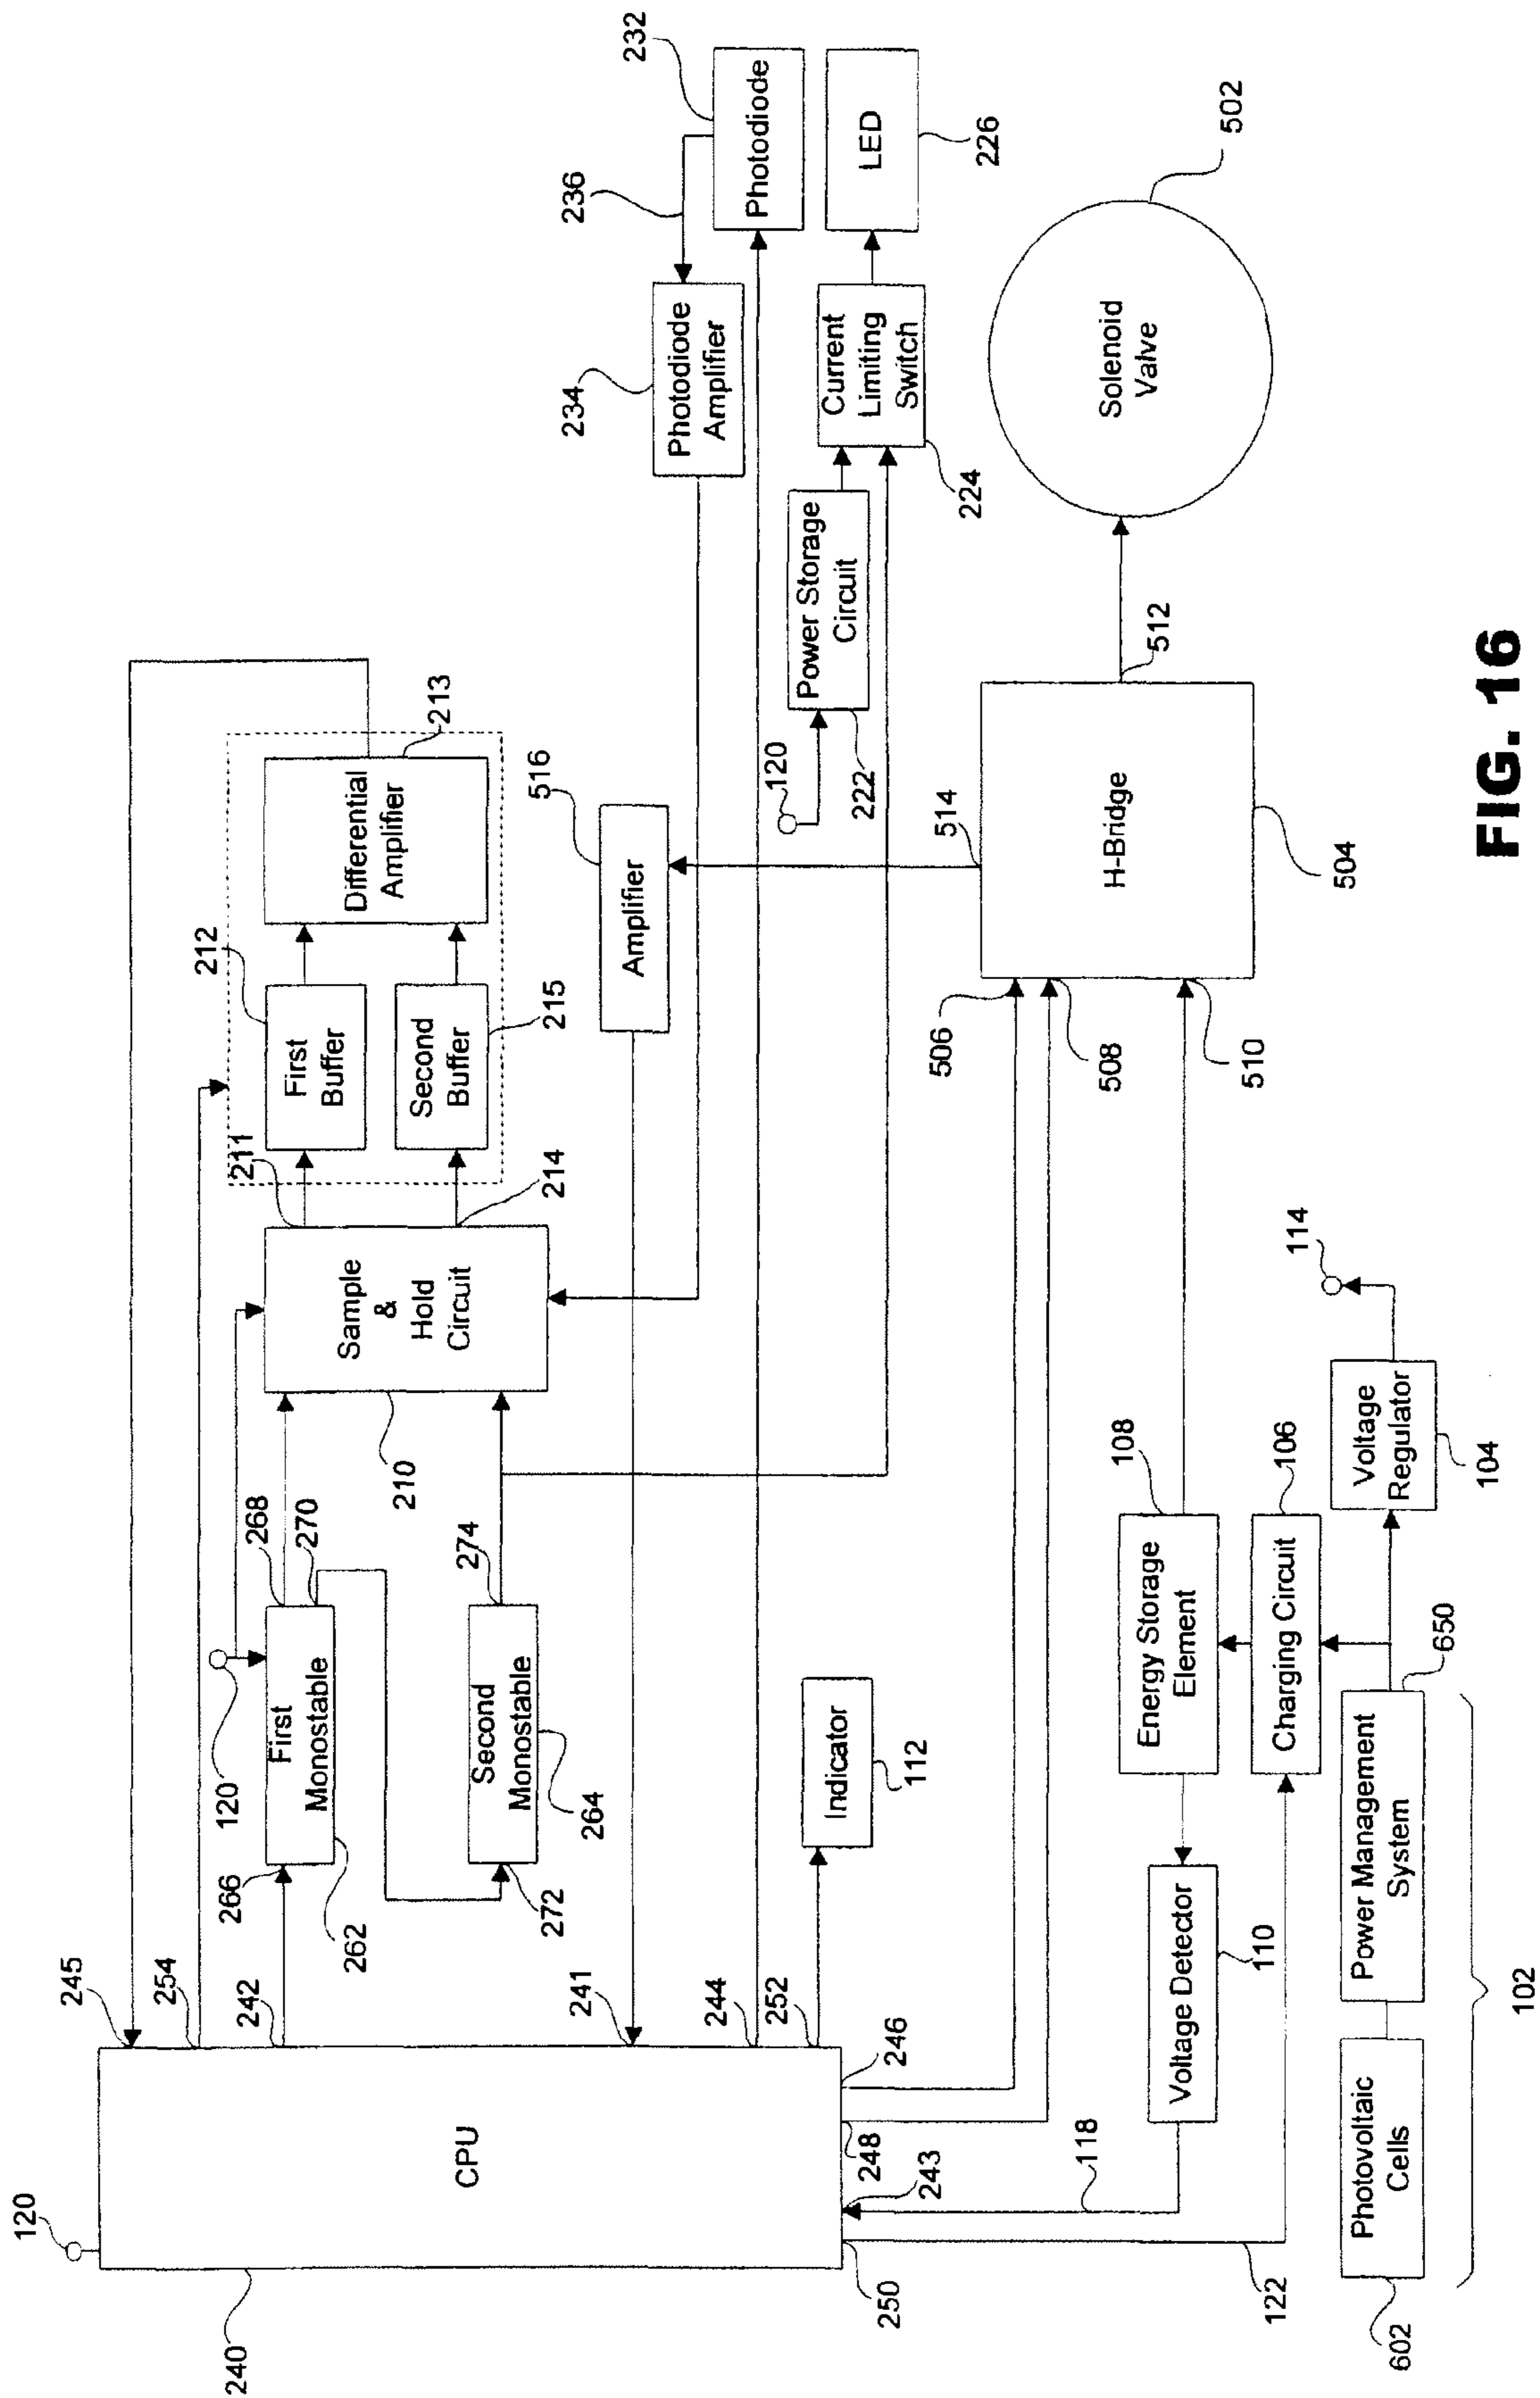 120
240
CPU
245
254
242
241
244
252
246
248
243
250
118
122
120
266
First
Monostable
262
268
270
272
Second
Monostable
264
274
Indicator
112
Sample
&
Hold
Circuit
210
211
214
212
First
Buffer
Second
Buffer
215
Differential
Amplifier
213
516
Amplifier
234
Photodiode
Amplifier
236
232
Photodiode
LED
226
Current
Limiting
Switch
224
120
Power Storage
Circuit
222
514
506
508
510
H-Bridge
504
512
Solenoid
Valve
502
108
Energy Storage
Element
Voltage Detector
110
Charging Circuit
106
114
Voltage
Regulator
104
Power Management
System
650
Photovoltaic
Cells
602
102
FIG. 16